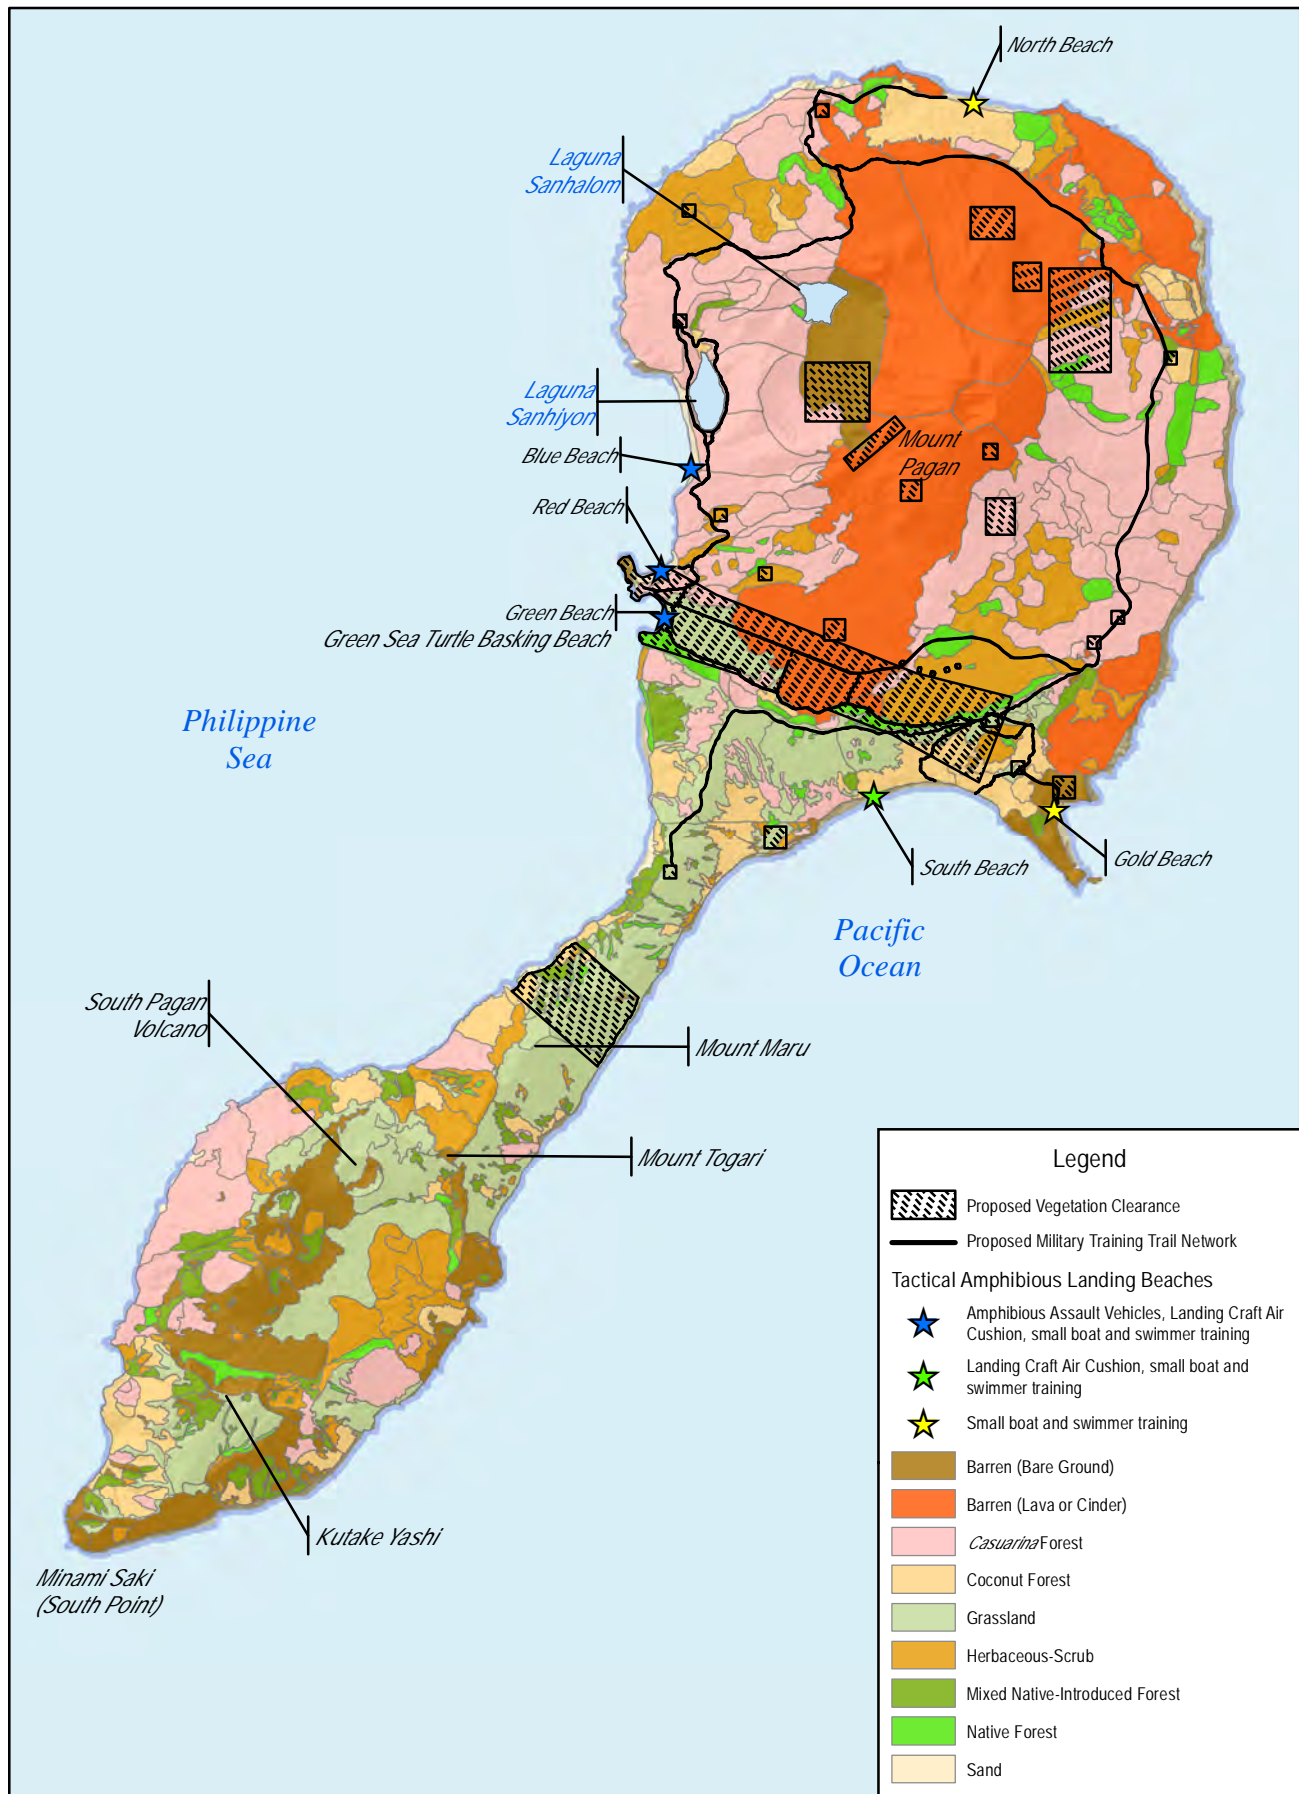 North Beach
Laguna
Sanhalom
Laguna
Sanhiyon
Blue Beach
Mount
Pagan
Red Beach
Green Beach
Green Sea Turtle Basking Beach
Philippine
Sea
South Beach
Gold Beach
Pacific
Ocean
South Pagan
Volcano
Mount Maru
Mount Togari
Kutake Yashi
Minami Saki
(South Point)
Legend
Proposed Vegetation Clearance
Proposed Military Training Trail Network
Tactical Amphibious Landing Beaches
Amphibious Assault Vehicles, Landing Craft Air
Cushion, small boat and swimmer training
Landing Craft Air Cushion, small boat and
swimmer training
Small boat and swimmer training
Barren (Bare Ground)
Barren (Lava or Cinder)
Casuarina Forest
Coconut Forest
Grassland
Herbaceous-Scrub
Mixed Native-Introduced Forest
Native Forest
Sand